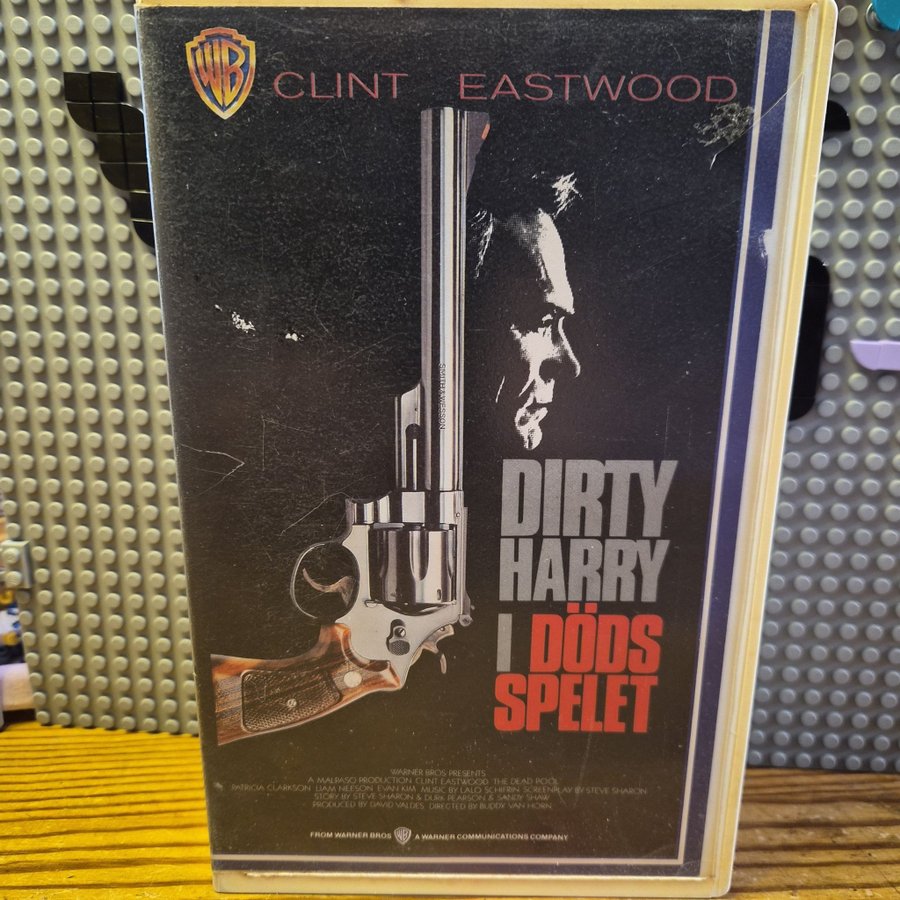 WB
CLINT EASTWOOD
SMITH & WESSON
DIRTY
HARRY
I DÖDS
SPELET
WARNER BROS PRESENTS
A MALPASO PRODUCTION CLINT EASTWOOD THE DEAD POOL
PATRICIA CLARKSON LIAM NEESON EVAN KIM MUSIC BY LALO SCHIFRIN SCREENPLAY BY STEVE SHARON
STORY BY STEVE SHARON & DURK PEARSON & SANDY SHAW
PRODUCED BY DAVID VALDES DIRECTED BY BUDDY VAN HORN
FROM WARNER BROS WB A WARNER COMMUNICATIONS COMPANY